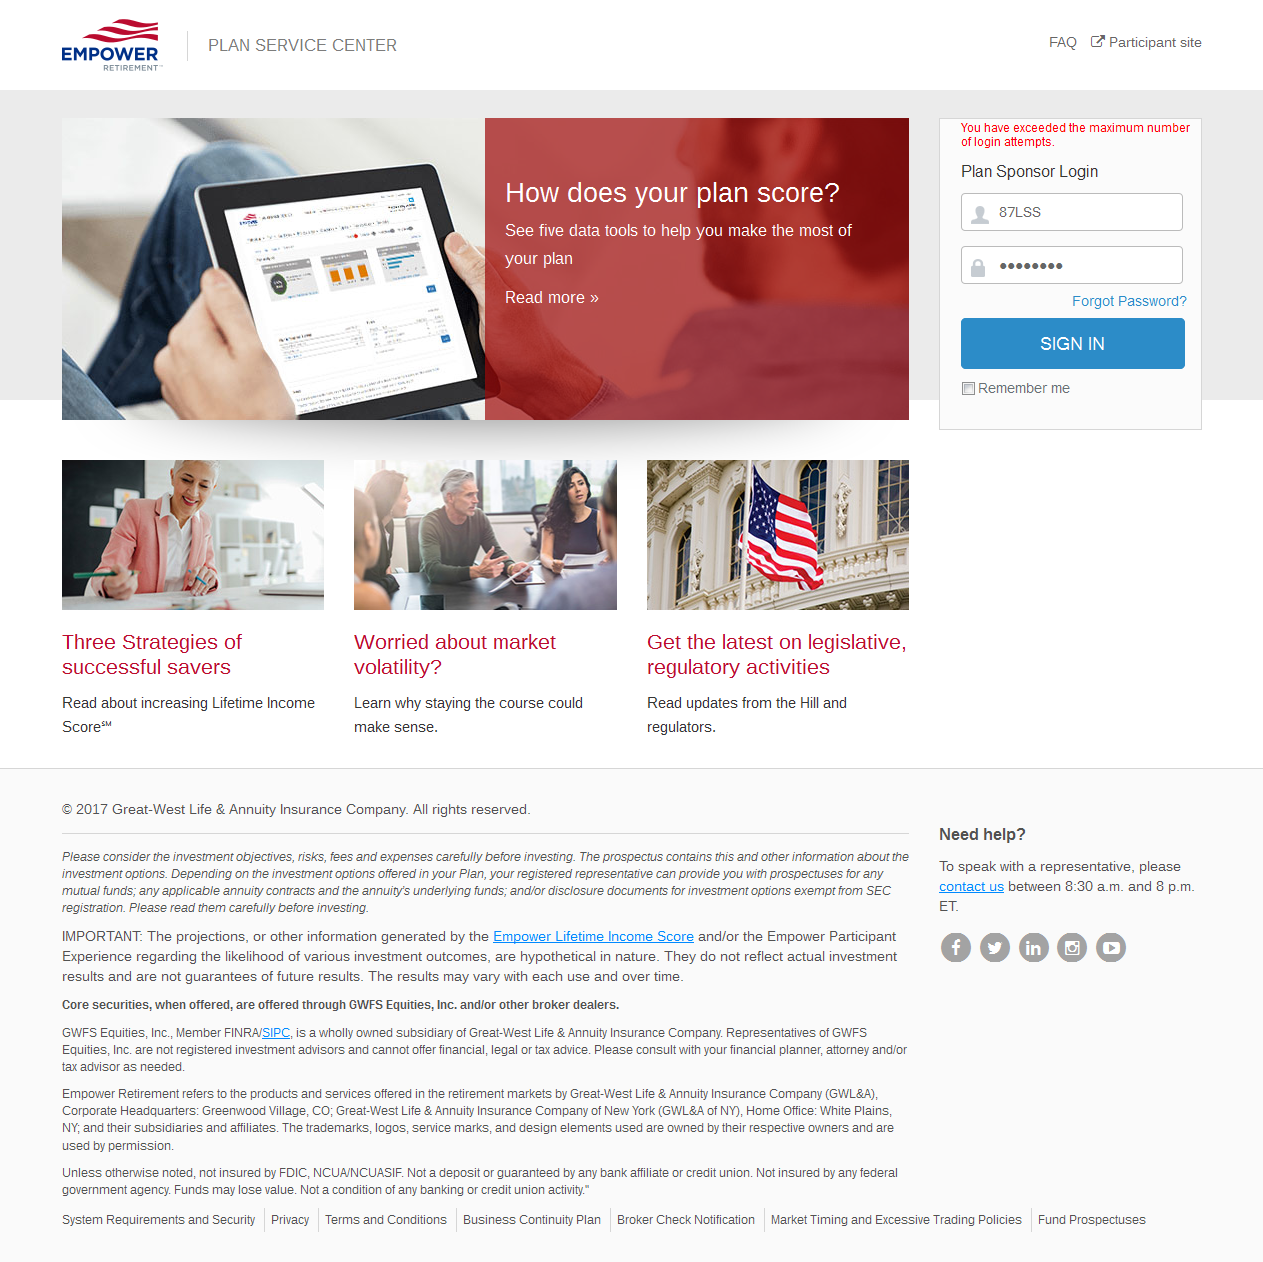 EMPOWER
RETIREMENT
PLAN SERVICE CENTER
FAQ
Participant site
How does your plan score?
See five data tools to help you make the most of
your plan
Read more »
You have exceeded the maximum number
of login attempts.
Plan Sponsor Login
87LSS
Forgot Password?
SIGN IN
Remember me
Three Strategies of
successful savers
Read about increasing Lifetime Income
Score℠
Worried about market
volatility?
Learn why staying the course could
make sense.
Get the latest on legislative,
regulatory activities
Read updates from the Hill and
regulators.
© 2017 Great-West Life & Annuity Insurance Company. All rights reserved.
Please consider the investment objectives, risks, fees and expenses carefully before investing. The prospectus contains this and other information about the
investment options. Depending on the investment options offered in your Plan, your registered representative can provide you with prospectuses for any
mutual funds; any applicable annuity contracts and the annuity's underlying funds; and/or disclosure documents for investment options exempt from SEC
registration. Please read them carefully before investing.
IMPORTANT: The projections, or other information generated by the Empower Lifetime Income Score and/or the Empower Participant
Experience regarding the likelihood of various investment outcomes, are hypothetical in nature. They do not reflect actual investment
results and are not guarantees of future results. The results may vary with each use and over time.
Core securities, when offered, are offered through GWFS Equities, Inc. and/or other broker dealers.
GWFS Equities, Inc., Member FINRA/SIPC, is a wholly owned subsidiary of Great-West Life & Annuity Insurance Company. Representatives of GWFS
Equities, Inc. are not registered investment advisors and cannot offer financial, legal or tax advice. Please consult with your financial planner, attorney and/or
tax advisor as needed.
Empower Retirement refers to the products and services offered in the retirement markets by Great-West Life & Annuity Insurance Company (GWL&A),
Corporate Headquarters: Greenwood Village, CO; Great-West Life & Annuity Insurance Company of New York (GWL&A of NY), Home Office: White Plains,
NY; and their subsidiaries and affiliates. The trademarks, logos, service marks, and design elements used are owned by their respective owners and are
used by permission.
Unless otherwise noted, not insured by FDIC, NCUA/NCUASIF. Not a deposit or guaranteed by any bank affiliate or credit union. Not insured by any federal
government agency. Funds may lose value. Not a condition of any banking or credit union activity."
Need help?
To speak with a representative, please
contact us between 8:30 a.m. and 8 p.m.
ET.
System Requirements and Security
Privacy
Terms and Conditions
Business Continuity Plan
Broker Check Notification
Market Timing and Excessive Trading Policies
Fund Prospectuses